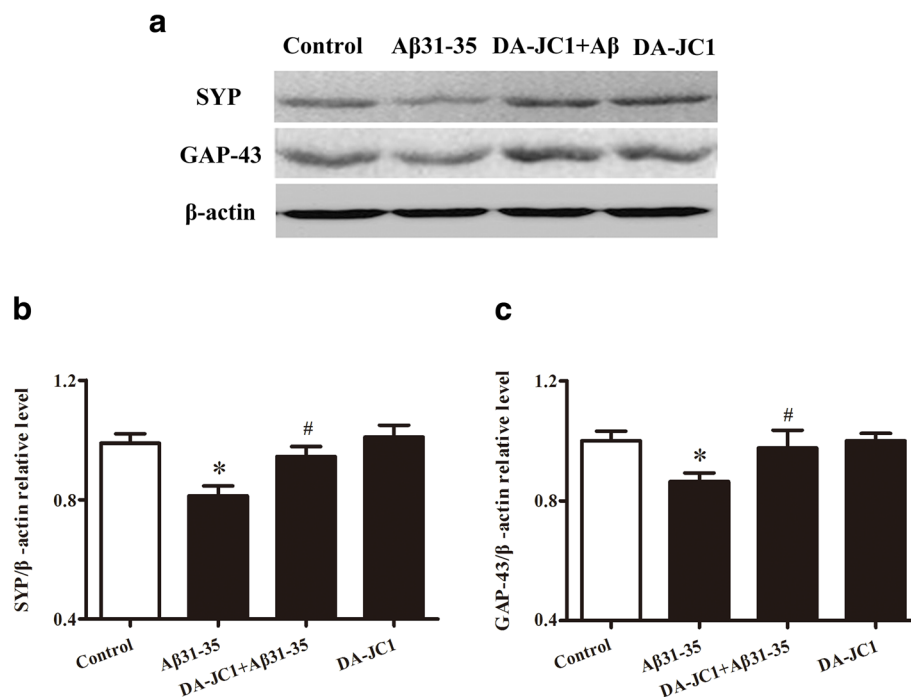 a
Control Aβ31-35 DA-JC1+Aβ DA-JC1
SYP
GAP-43
β-actin
b
SYP/β -actin relative level
1.2
0.8
0.4
*
#
Control Aβ31-35 DA-JC1+Aβ31-35 DA-JC1
c
GAP-43/β -actin relative level
1.2
0.8
0.4
*
#
Control Aβ31-35 DA-JC1+Aβ31-35 DA-JC1